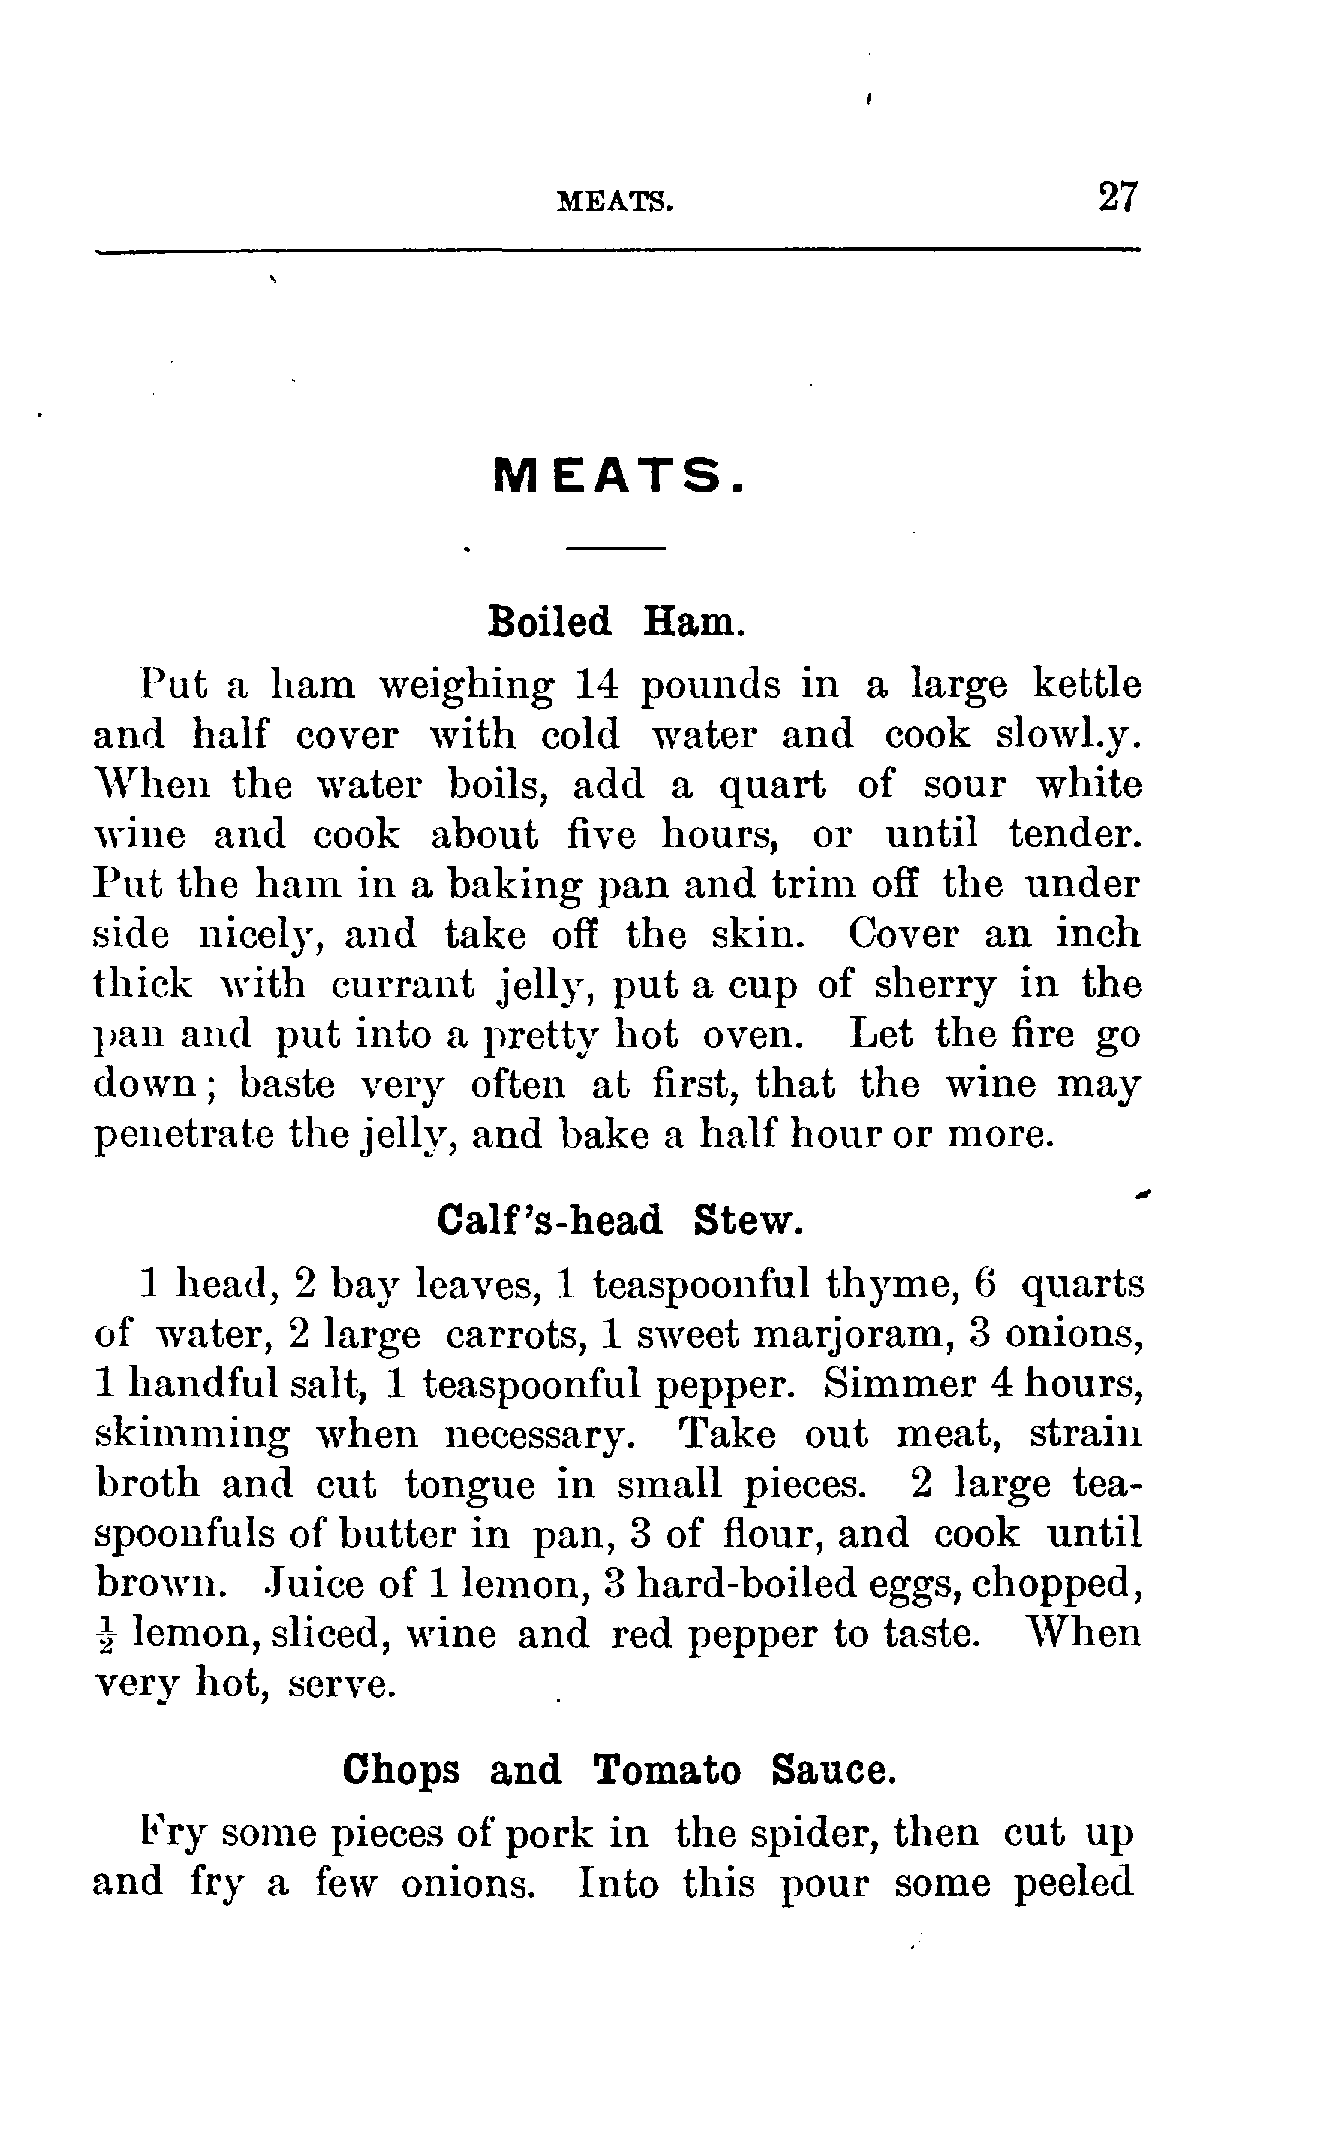 MEATS. 27
MEATS.
Boiled Ham.
Put a ham weighing 14 pounds in a large kettle
and half cover with cold water and cook slowl.y.
When the water boils, add a quart of sour white
wine and cook about five hours, or until tender.
Put the ham in a baking pan and trim off the under
side nicely, and take off the skin. Cover an inch
thick with currant jelly, put a cup of sherry in the
pan and put into a pretty hot oven. Let the fire go
down; baste very often at first, that the wine may
penetrate the jelly, and bake a half hour or more.
Calf's-head Stew.
1 head, 2 bay leaves, 1 teaspoonful thyme, 6 quarts
of water, 2 large carrots, 1 sweet marjoram, 3 onions,
1 handful salt, 1 teaspoonful pepper. Simmer 4 hours,
skimming when necessary. Take out meat, strain
broth and cut tongue in small pieces. 2 large tea-
spoonfuls of butter in pan, 3 of flour, and cook until
brown. Juice of 1 lemon, 3 hard-boiled eggs, chopped,
½ lemon, sliced, wine and red pepper to taste. When
very hot, serve.
Chops and Tomato Sauce.
Fry some pieces of pork in the spider, then cut up
and fry a few onions. Into this pour some peeled